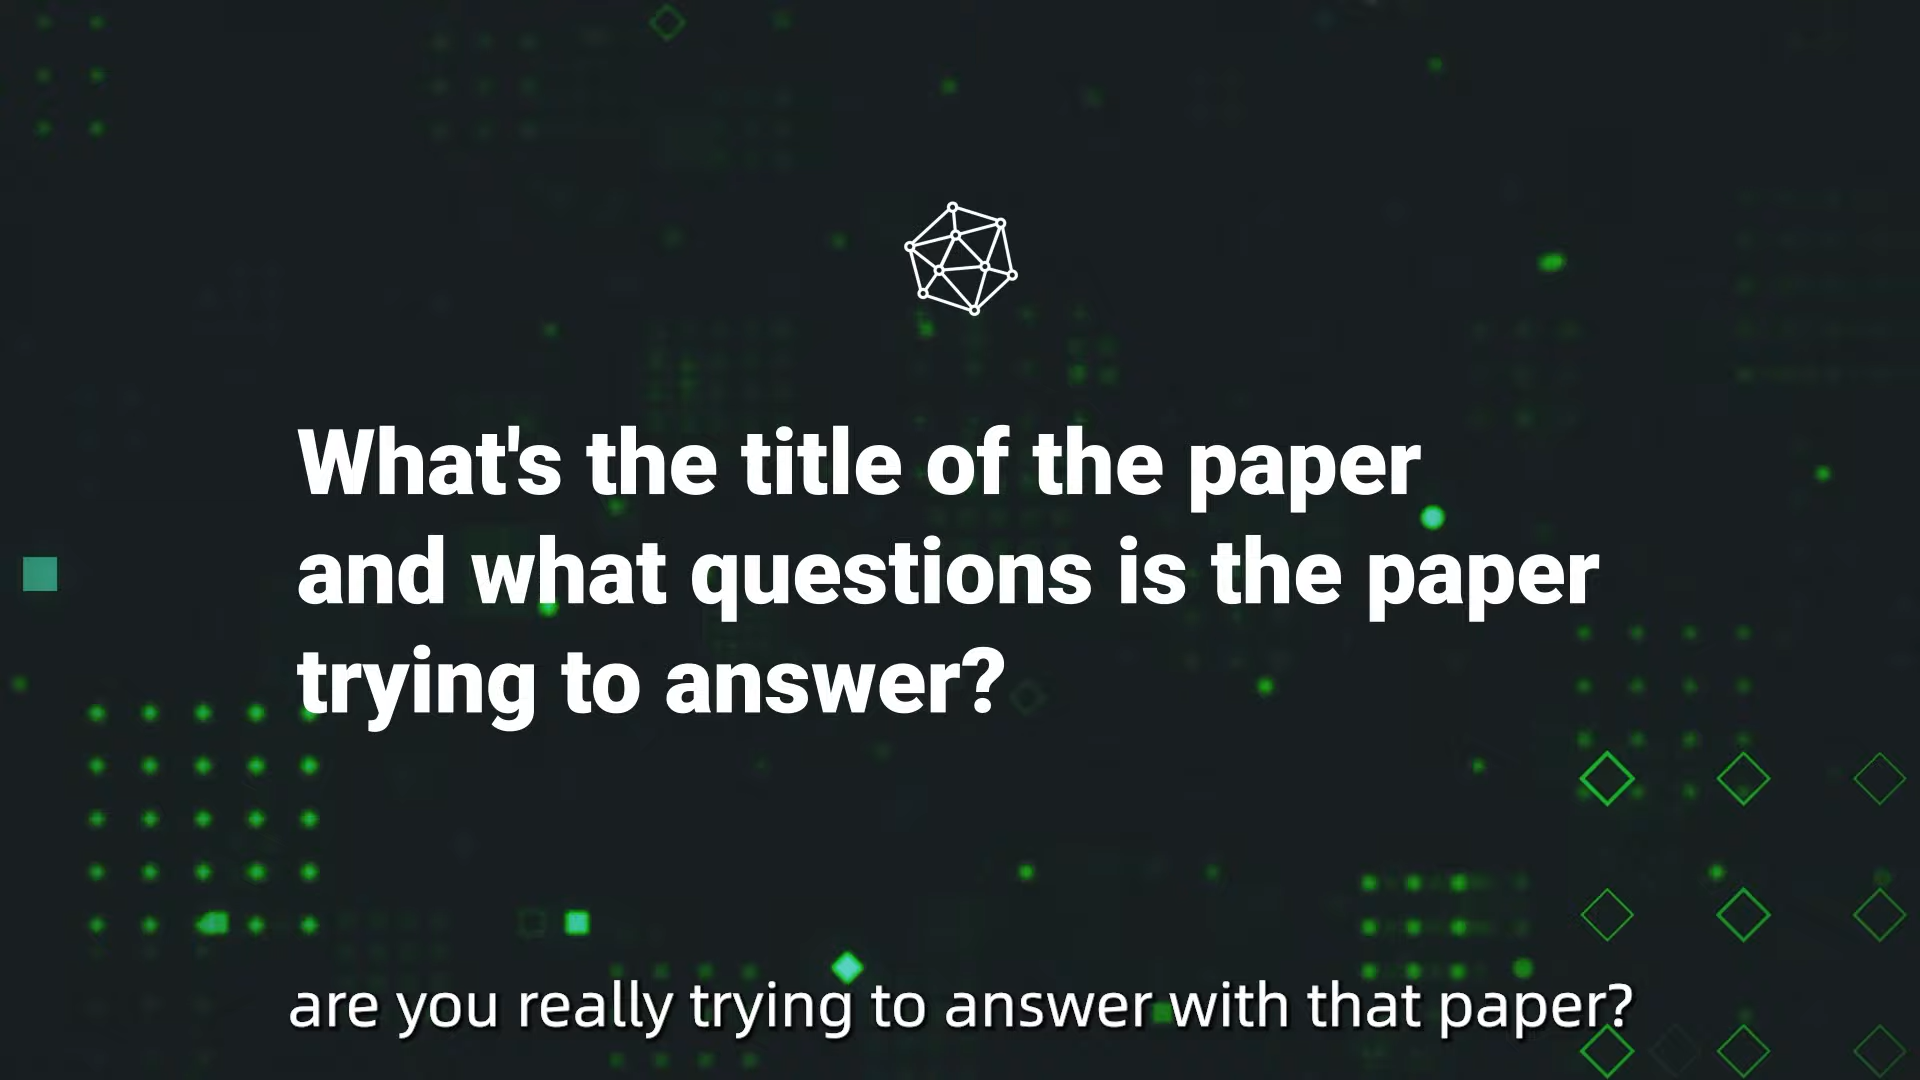 What's the title of the paper
and what questions is the paper
trying to answer?
are you really trying to answer with that paper?